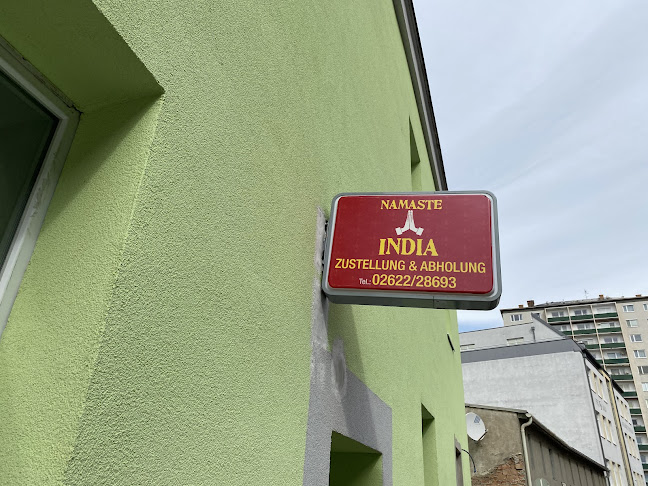 NAMASTE
INDIA
ZUSTELLUNG & ABHOLUNG
Tel.: 02622/28693